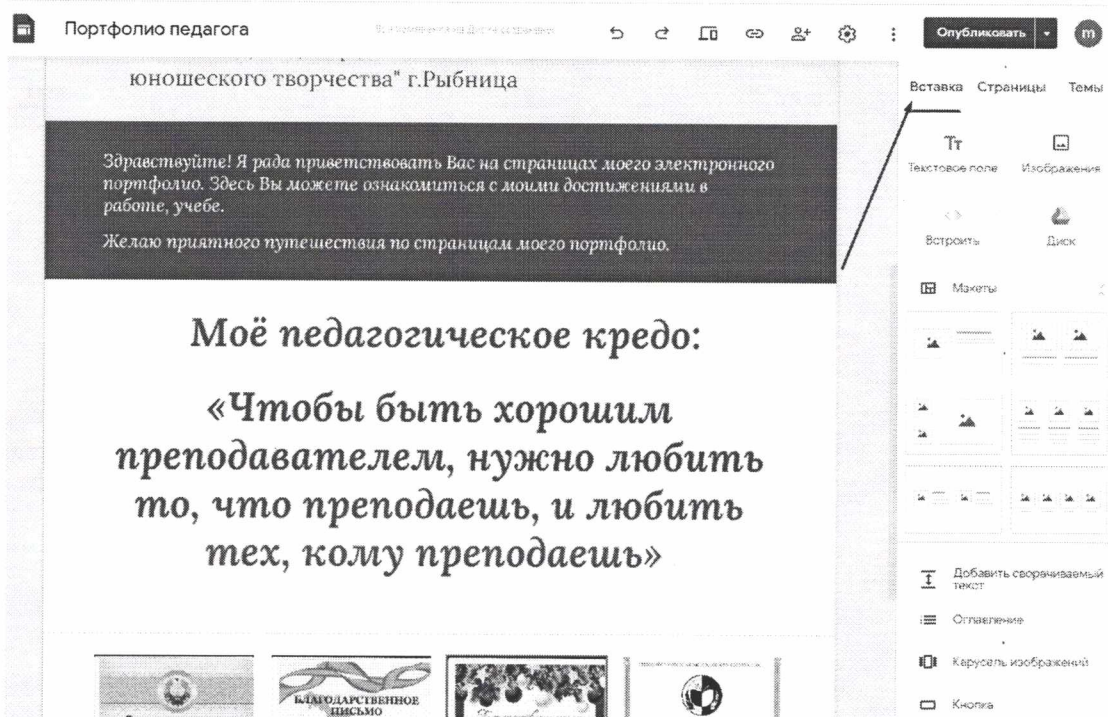 Портфолио педагога
Опубликовать
m
юношеского творчества" г.Рыбница
Вставка Страницы Темы
Здравствуйте! Я рада приветствовать Вас на страницах моего электронного
портфолио. Здесь Вы можете ознакомиться с моими достижениями в
работе, учебе.
Желаю приятного путешествия по страницам моего портфолио.
Tт
Текстовое поле Изображения
Встроить Диск
Макеты
Моё педагогическое кредо:
«Чтобы быть хорошим
преподавателем, нужно любить
то, что преподаешь, и любить
тех, кому преподаешь»
Добавить сворачиваемый
текст
Оглавление
Карусель изображений
Кнопка
БЛАГОДАРСТВЕННОЕ
ПИСЬМО